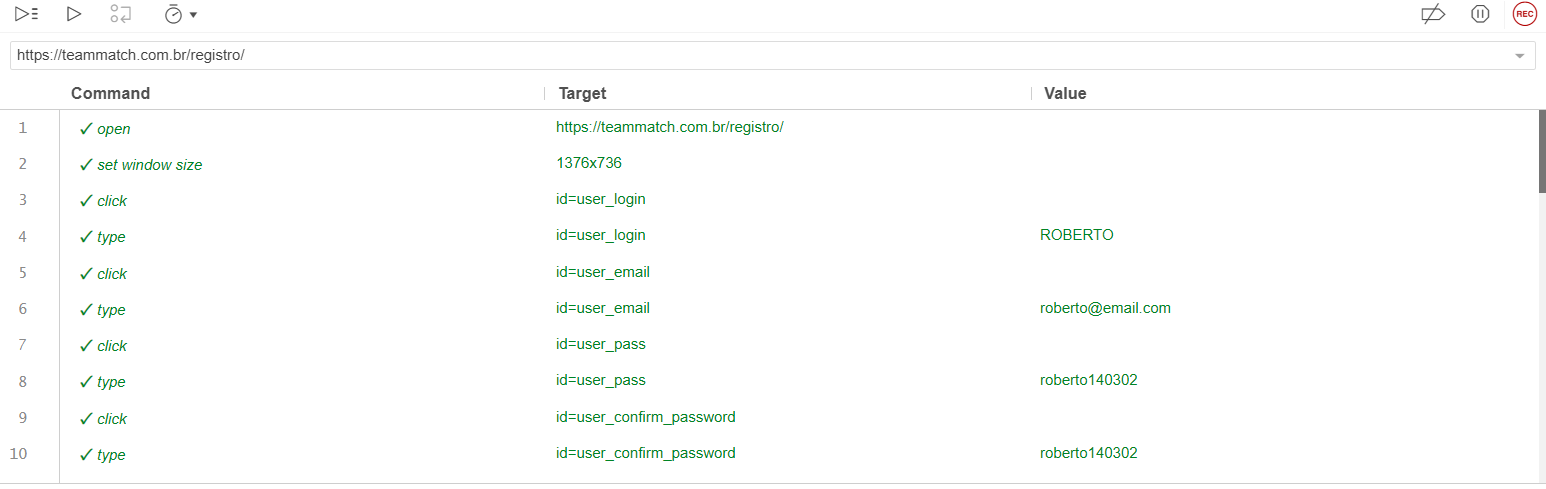 REC
https://teammatch.com.br/registro/
Command Target Value
1 ✓ open https://teammatch.com.br/registro/
2 ✓ set window size 1376x736
3 ✓ click id=user_login
4 ✓ type id=user_login ROBERTO
5 ✓ click id=user_email
6 ✓ type id=user_email roberto@email.com
7 ✓ click id=user_pass
8 ✓ type id=user_pass roberto140302
9 ✓ click id=user_confirm_password
10 ✓ type id=user_confirm_password roberto140302